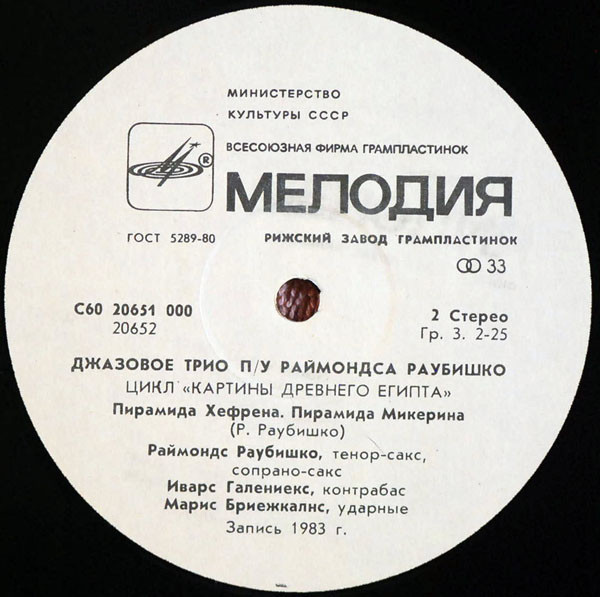 МИНИСТЕРСТВО
КУЛЬТУРЫ СССР
ВСЕСОЮЗНАЯ ФИРМА ГРАМПЛАСТИНОК
®
МЕЛОДИЯ
ГОСТ 5289-80 РИЖСКИЙ ЗАВОД ГРАМПЛАСТИНОК
33
С60 20651 000 2 Стерео
20652 Гр. 3. 2-25
ДЖАЗОВОЕ ТРИО П/У РАЙМОНДСА РАУБИШКО
ЦИКЛ «КАРТИНЫ ДРЕВНЕГО ЕГИПТА»
Пирамида Хефрена. Пирамида Микерина
(Р. Раубишко)
Раймондс Раубишко, тенор-сакс,
сопрано-сакс
Иварс Галениекс, контрабас
Марис Бриежкалнс, ударные
Запись 1983 г.